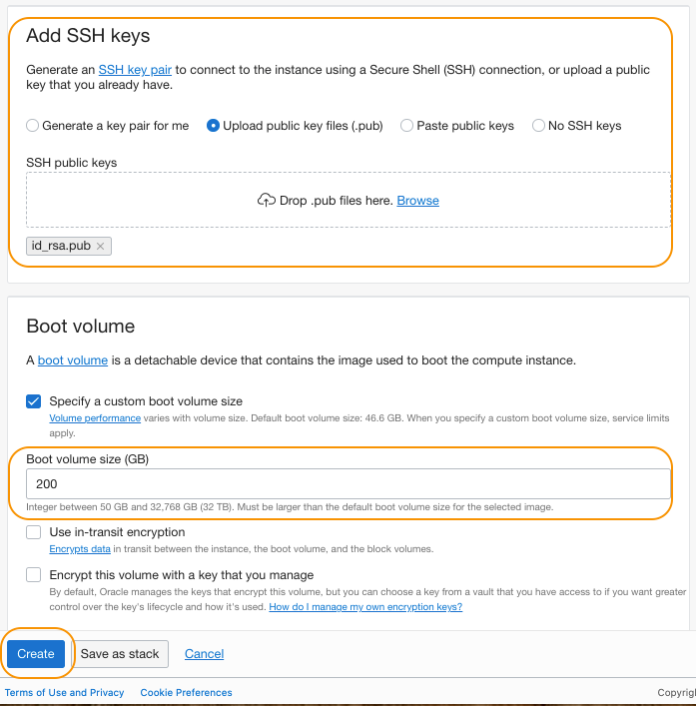 Add SSH keys
Generate an SSH key pair to connect to the instance using a Secure Shell (SSH) connection, or upload a public
key that you already have.
Generate a key pair for me Upload public key files (.pub) Paste public keys No SSH keys
SSH public keys
Drop .pub files here. Browse
id_rsa.pub ×
Boot volume
A boot volume is a detachable device that contains the image used to boot the compute instance.
Specify a custom boot volume size
Volume performance varies with volume size. Default boot volume size: 46.6 GB. When you specify a custom boot volume size, service limits
apply.
Boot volume size (GB)
200
Integer between 50 GB and 32,768 GB (32 TB). Must be larger than the default boot volume size for the selected image.
Use in-transit encryption
Encrypts data in transit between the instance, the boot volume, and the block volumes.
Encrypt this volume with a key that you manage
By default, Oracle manages the keys that encrypt this volume, but you can choose a key from a vault that you have access to if you want greater
control over the key's lifecycle and how it's used. How do I manage my own encryption keys?
Create Save as stack Cancel
Terms of Use and Privacy Cookie Preferences Copyrig